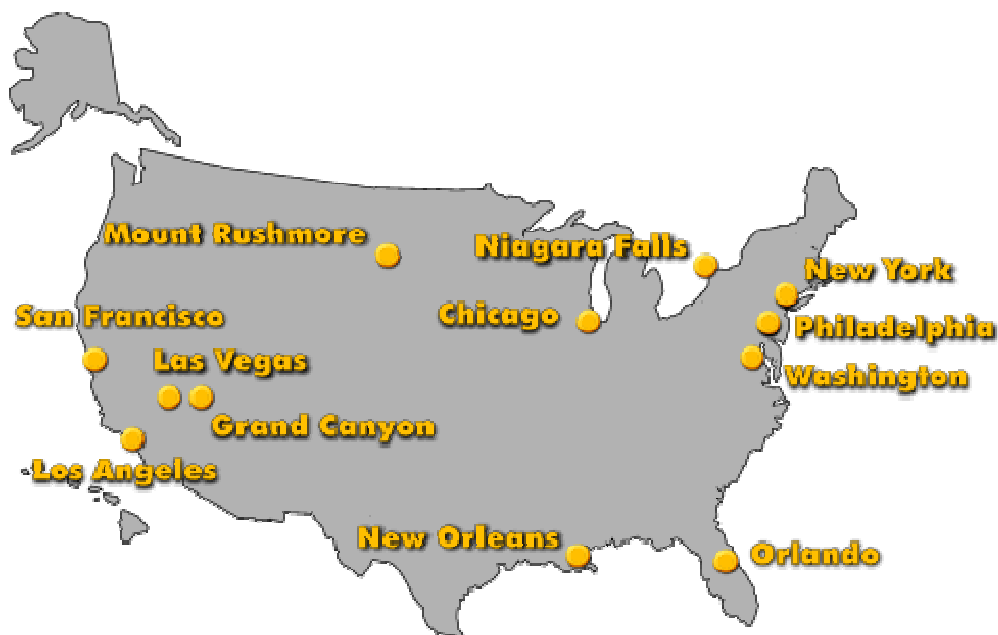 Mount Rushmore
Niagara Falls
New York
San Francisco
Chicago
Philadelphia
Las Vegas
Washington
Grand Canyon
Los Angeles
New Orleans
Orlando